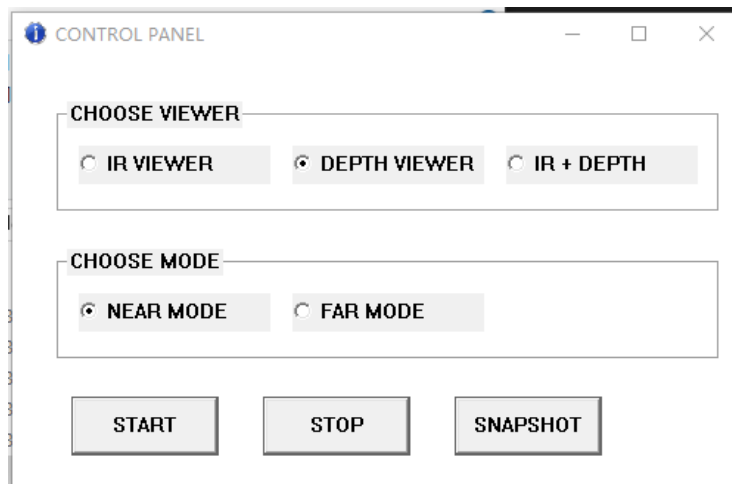 CONTROL PANEL
CHOOSE VIEWER
IR VIEWER DEPTH VIEWER IR + DEPTH
CHOOSE MODE
NEAR MODE FAR MODE
START STOP SNAPSHOT